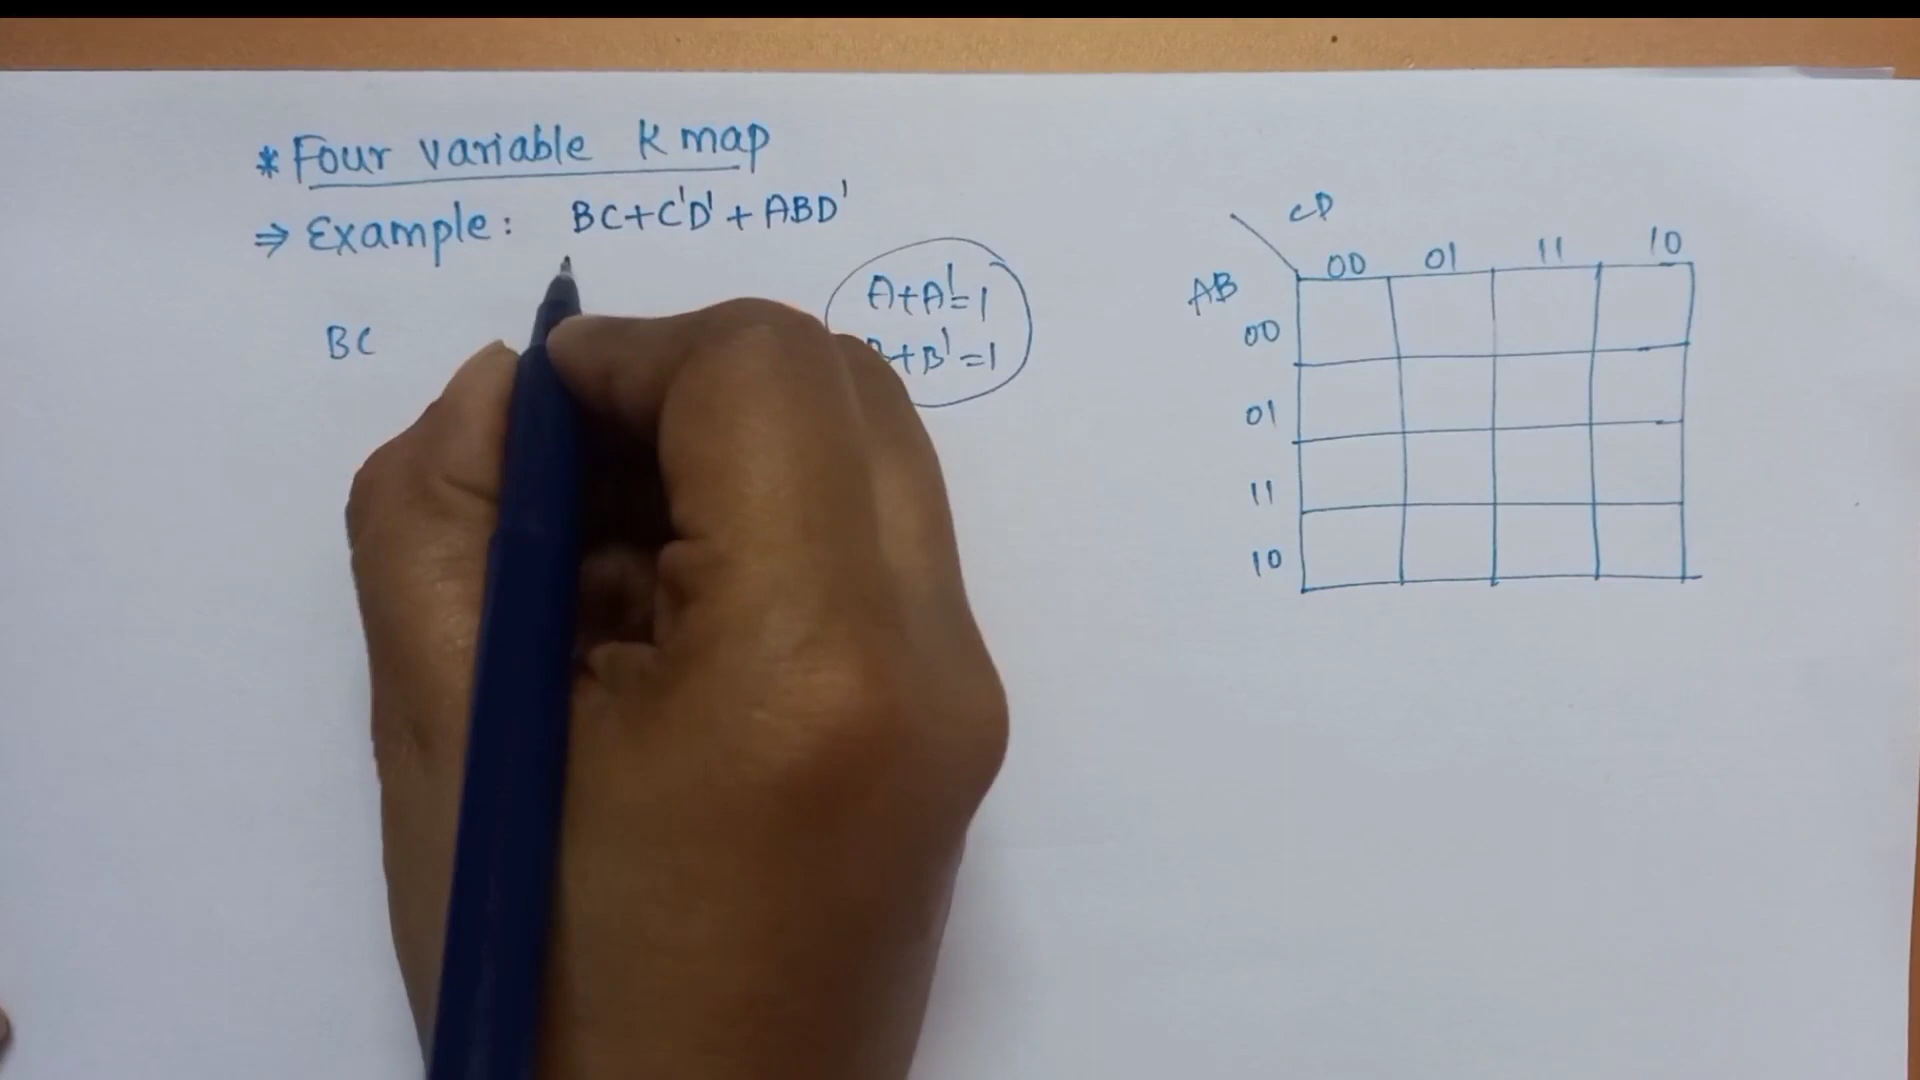 * Four variable K map
⇒ Example: BC+C'D' + ABD'
BC
A+A'=1
+B'=1
CD
AB
00 01 11 10
00
01
11
10